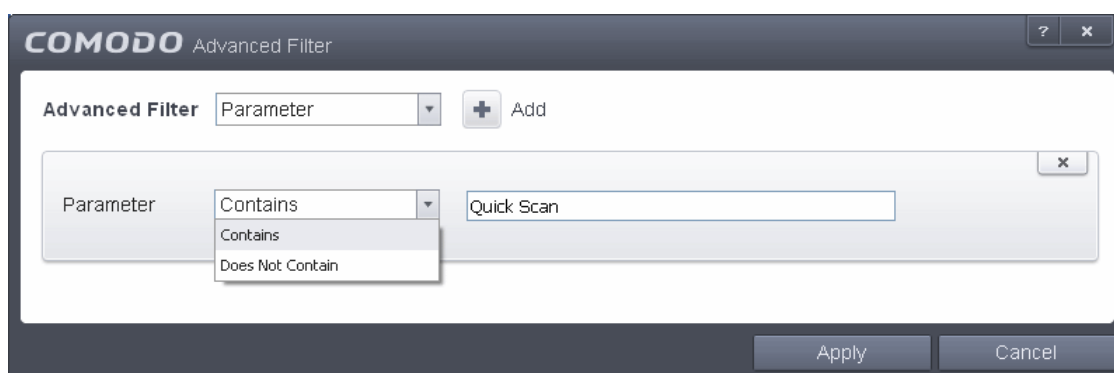 COMODO Advanced Filter ? x
Advanced Filter Parameter + Add
x
Parameter Contains Quick Scan
Contains
Does Not Contain
Apply Cancel